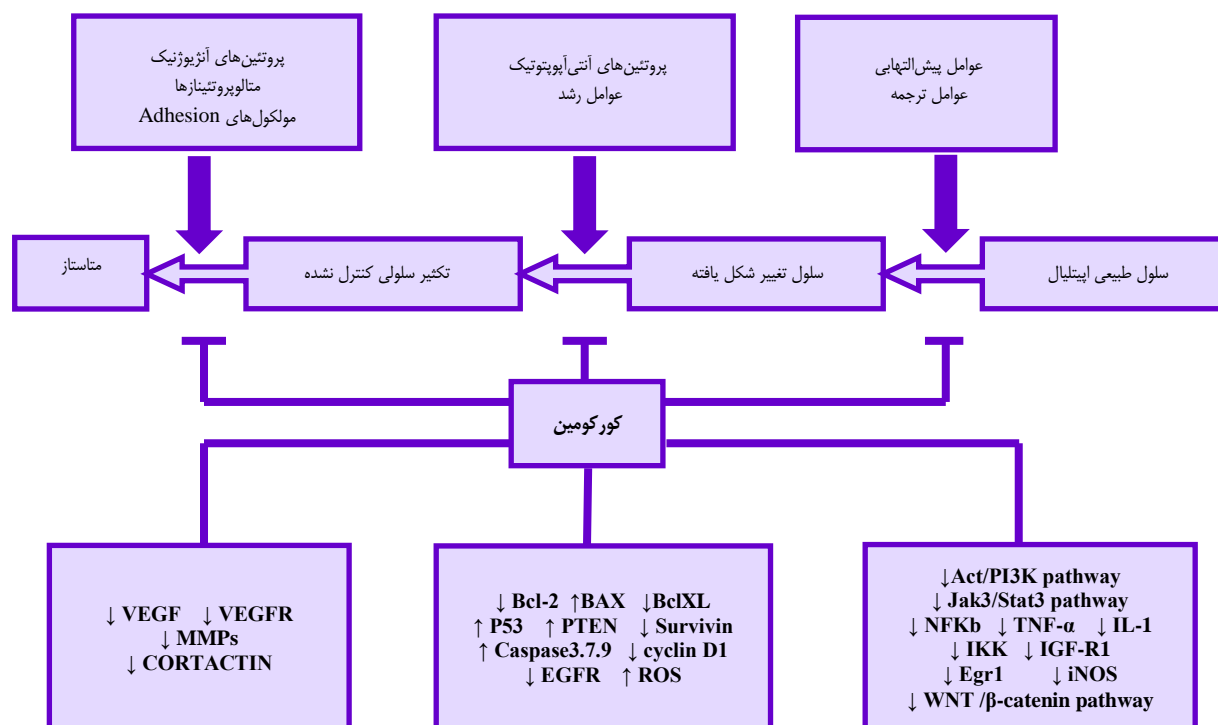 عوامل پیش‌التهابی
عوامل ترجمه
پروتئین‌های آنتی‌آپوپتوتیک
عوامل رشد
پروتئین‌های آنژیوژنیک
متالوپروتئینازها
مولکول‌های Adhesion
سلول طبیعی اپیتلیال
سلول تغییر شکل یافته
تکثیر سلولی کنترل نشده
متاستاز
کورکومین
↓Act/PI3K pathway
↓ Jak3/Stat3 pathway
↓ NFKb ↓ TNF-α ↓ IL-1
↓ IKK ↓ IGF-R1
↓ Egr1 ↓ iNOS
↓ WNT /β-catenin pathway
↓ Bcl-2 ↑BAX ↓BclXL
↑ P53 ↑ PTEN ↓ Survivin
↑ Caspase3.7.9 ↓ cyclin D1
↓ EGFR ↑ ROS
↓ VEGF ↓ VEGFR
↓ MMPs
↓ CORTACTIN